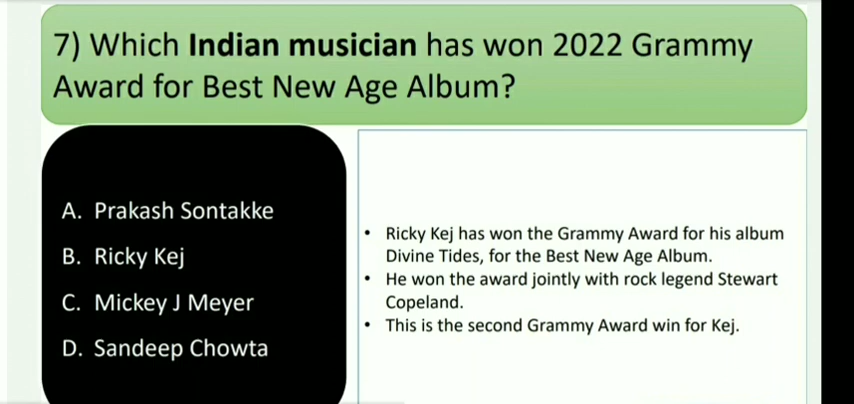 7) Which Indian musician has won 2022 Grammy
Award for Best New Age Album?
A. Prakash Sontakke
B. Ricky Kej
C. Mickey J Meyer
D. Sandeep Chowta
• Ricky Kej has won the Grammy Award for his album
Divine Tides, for the Best New Age Album.
• He won the award jointly with rock legend Stewart
Copeland.
• This is the second Grammy Award win for Kej.